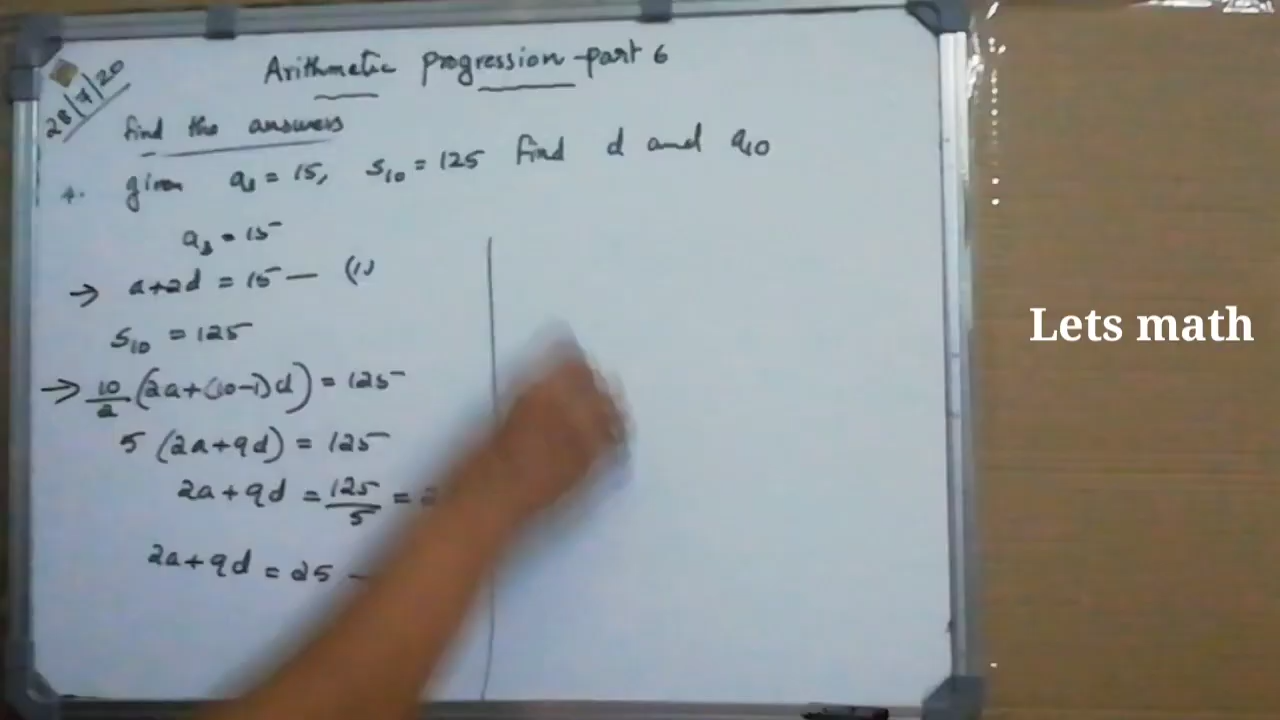 28/7/20
Arithmetic progression-part 6
find the answers
4. given a3 = 15, S10 = 125 find d and a10
a3 = 15
→ a+2d = 15 — (1)
S10 = 125
→ 10/2 (2a+(10-1)d) = 125
5 (2a+9d) = 125
2a+9d = 125/5 = 2
2a+9d = 25 —
Lets math